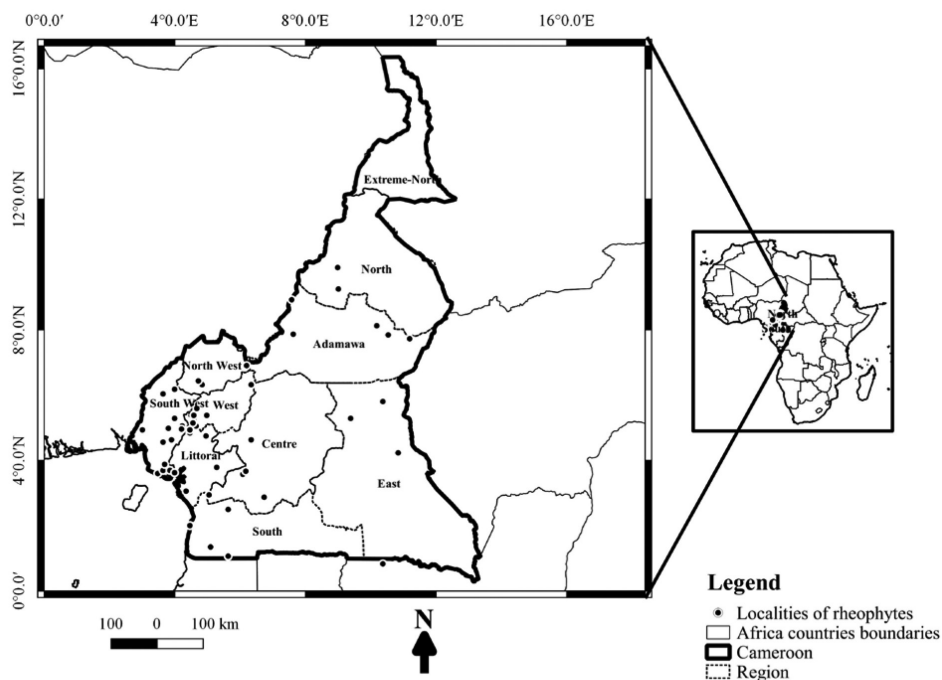 0°0.0'E 4°0.0'E 8°0.0'E 12°0.0'E 16°0.0'E
16°0.0'N
12°0.0'N
8°0.0'N
4°0.0'N
0°0.0'
Extreme-North
North
Adamawa
North West
South West
West
Centre
Littoral
East
South
North
South
Legend
Localities of rheophytes
Africa countries boundaries
Cameroon
Region
100 0 100 km
N